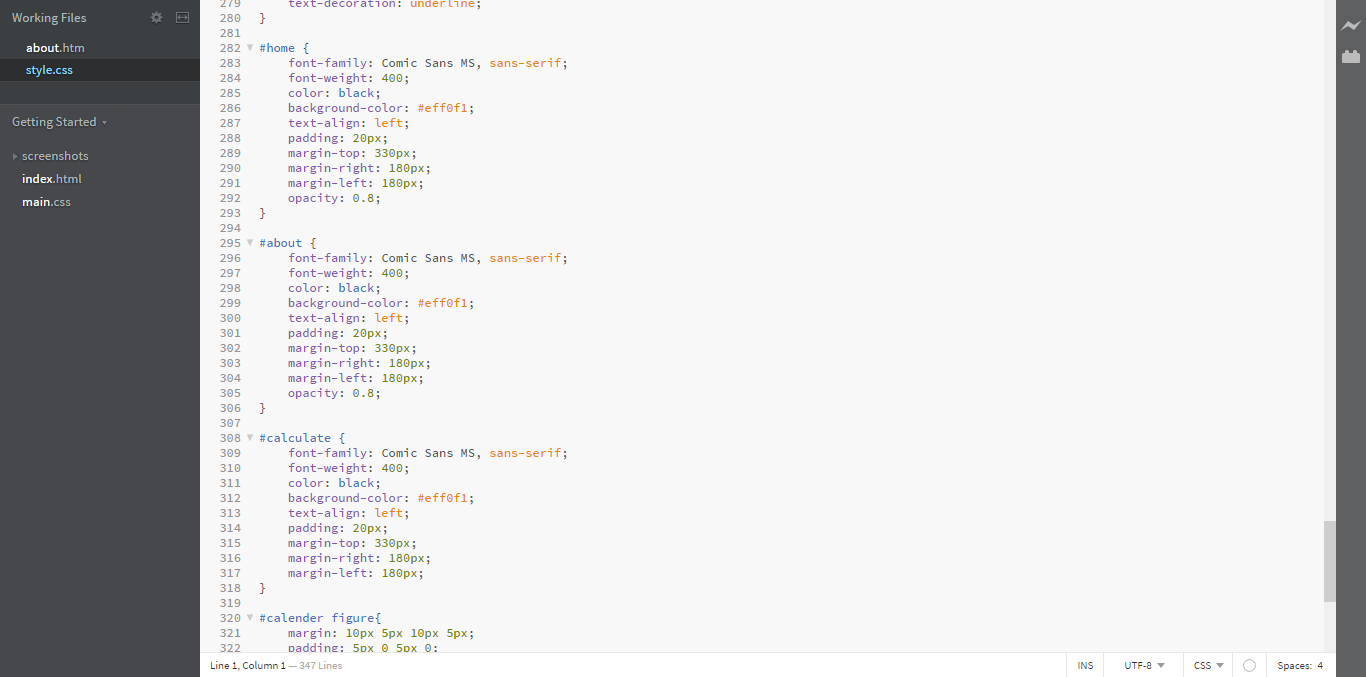 Working Files
about.htm
style.css
Getting Started
screenshots
index.html
main.css
279 text-decoration: underline;
280 }
281
282 #home {
283 font-family: Comic Sans MS, sans-serif;
284 font-weight: 400;
285 color: black;
286 background-color: #eff0f1;
287 text-align: left;
288 padding: 20px;
289 margin-top: 330px;
290 margin-right: 180px;
291 margin-left: 180px;
292 opacity: 0.8;
293 }
294
295 #about {
296 font-family: Comic Sans MS, sans-serif;
297 font-weight: 400;
298 color: black;
299 background-color: #eff0f1;
300 text-align: left;
301 padding: 20px;
302 margin-top: 330px;
303 margin-right: 180px;
304 margin-left: 180px;
305 opacity: 0.8;
306 }
307
308 #calculate {
309 font-family: Comic Sans MS, sans-serif;
310 font-weight: 400;
311 color: black;
312 background-color: #eff0f1;
313 text-align: left;
314 padding: 20px;
315 margin-top: 330px;
316 margin-right: 180px;
317 margin-left: 180px;
318 }
319
320 #calender figure{
321 margin: 10px 5px 10px 5px;
322 padding: 5px 0 5px 0;
Line 1, Column 1 — 347 Lines
INS UTF-8 CSS Spaces: 4